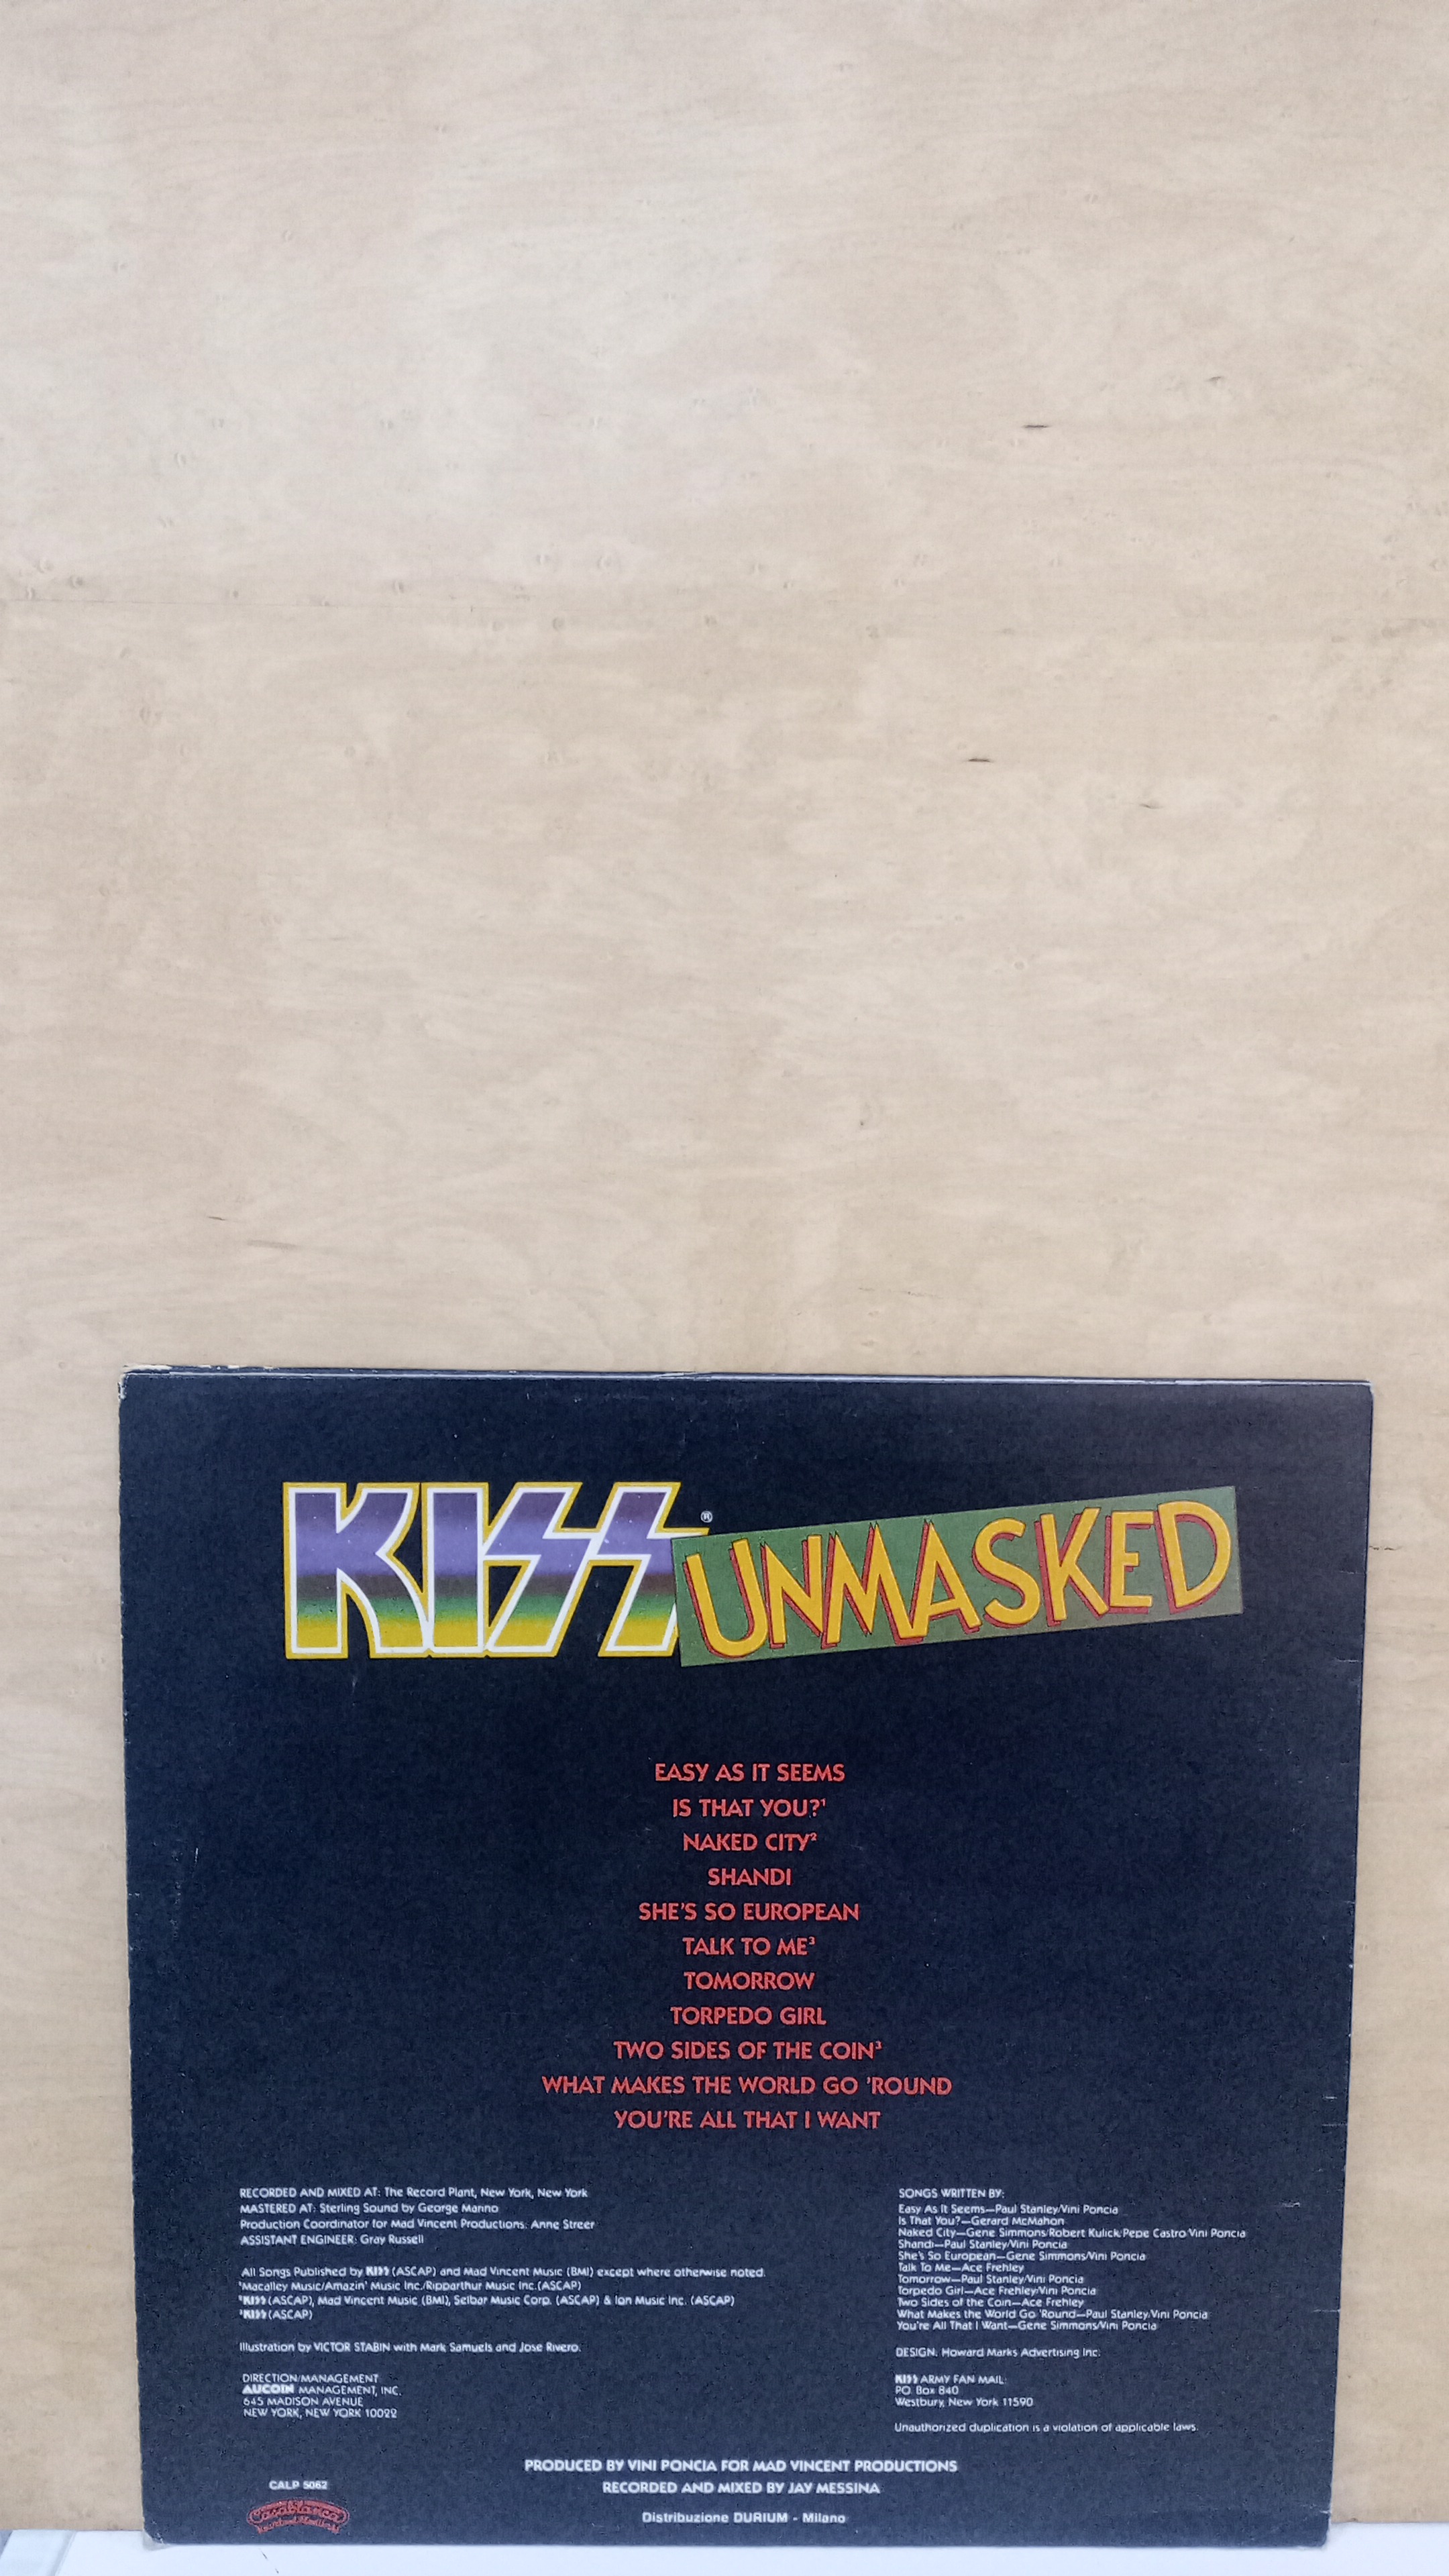 KISS®
UNMASKED
EASY AS IT SEEMS
IS THAT YOU?¹
NAKED CITY²
SHANDI
SHE'S SO EUROPEAN
TALK TO ME³
TOMORROW
TORPEDO GIRL
TWO SIDES OF THE COIN³
WHAT MAKES THE WORLD GO 'ROUND
YOU'RE ALL THAT I WANT
RECORDED AND MIXED AT: The Record Plant, New York, New York
MASTERED AT: Sterling Sound by George Marino
Production Coordinator for Mad Vincent Productions: Anne Streer
ASSISTANT ENGINEER: Gray Russell
All Songs Published by KISS (ASCAP) and Mad Vincent Music (BMI) except where otherwise noted.
¹Macalley Music/Amazin' Music Inc./Ripparthur Music Inc. (ASCAP)
²KISS (ASCAP), Mad Vincent Music (BMI), Selbar Music Corp. (ASCAP) & Ion Music Inc. (ASCAP)
³KISS (ASCAP)
Illustration by VICTOR STABIN with Mark Samuels and Jose Rivero.
DIRECTION/MANAGEMENT:
AUCOIN MANAGEMENT, INC.
645 MADISON AVENUE
NEW YORK, NEW YORK 10022
SONGS WRITTEN BY:
Easy As It Seems—Paul Stanley/Vini Poncia
Is That You?—Gerard McMahon
Naked City—Gene Simmons/Robert Kulick/Pepe Castro/Vini Poncia
Shandi—Paul Stanley/Vini Poncia
She's So European—Gene Simmons/Vini Poncia
Talk To Me—Ace Frehley
Tomorrow—Paul Stanley/Vini Poncia
Torpedo Girl—Ace Frehley/Vini Poncia
Two Sides of the Coin—Ace Frehley
What Makes the World Go 'Round—Paul Stanley/Vini Poncia
You're All That I Want—Gene Simmons/Vini Poncia
DESIGN: Howard Marks Advertising Inc.
KISS ARMY FAN MAIL:
P.O. Box 840
Westbury, New York 11590
Unauthorized duplication is a violation of applicable laws.
PRODUCED BY VINI PONCIA FOR MAD VINCENT PRODUCTIONS
RECORDED AND MIXED BY JAY MESSINA
Distribuzione DURIUM - Milano
CALP 5062
Casablanca
Record and FilmWorks